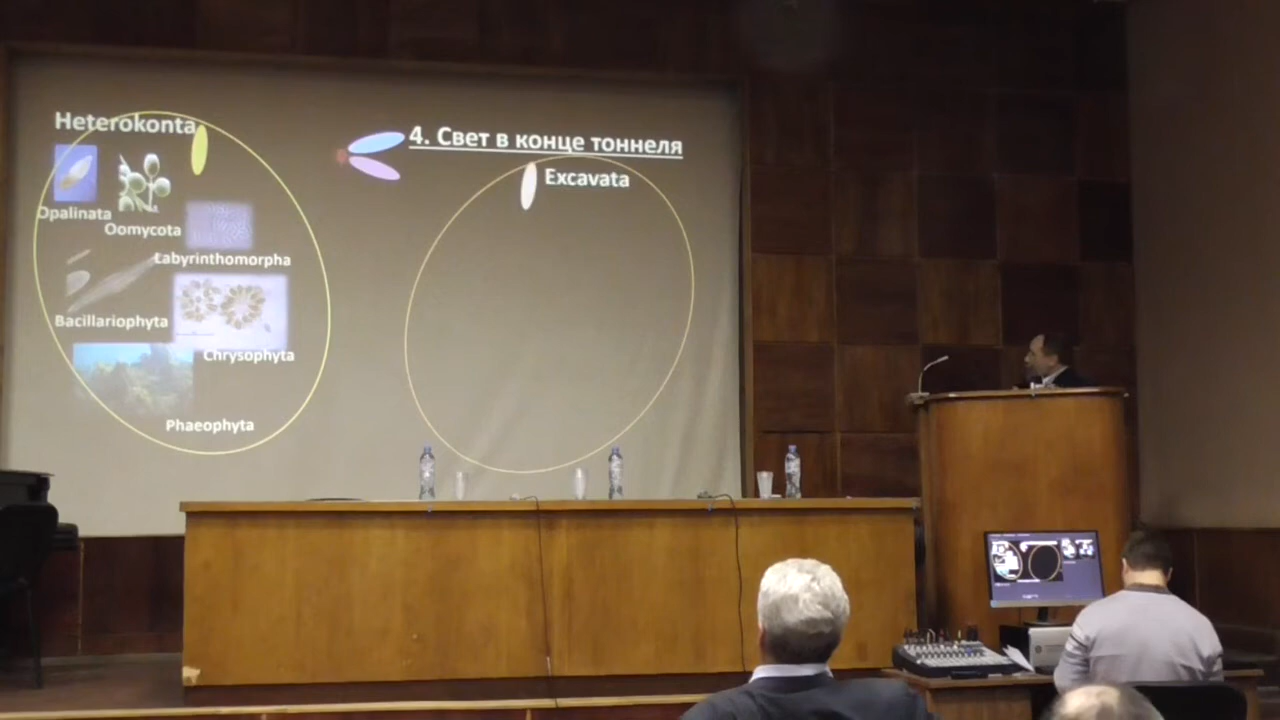 Heterokonta
4. Свет в конце тоннеля
Excavata
Opalinata
Oomycota
Labyrinthomorpha
Bacillariophyta
Chrysophyta
Phaeophyta